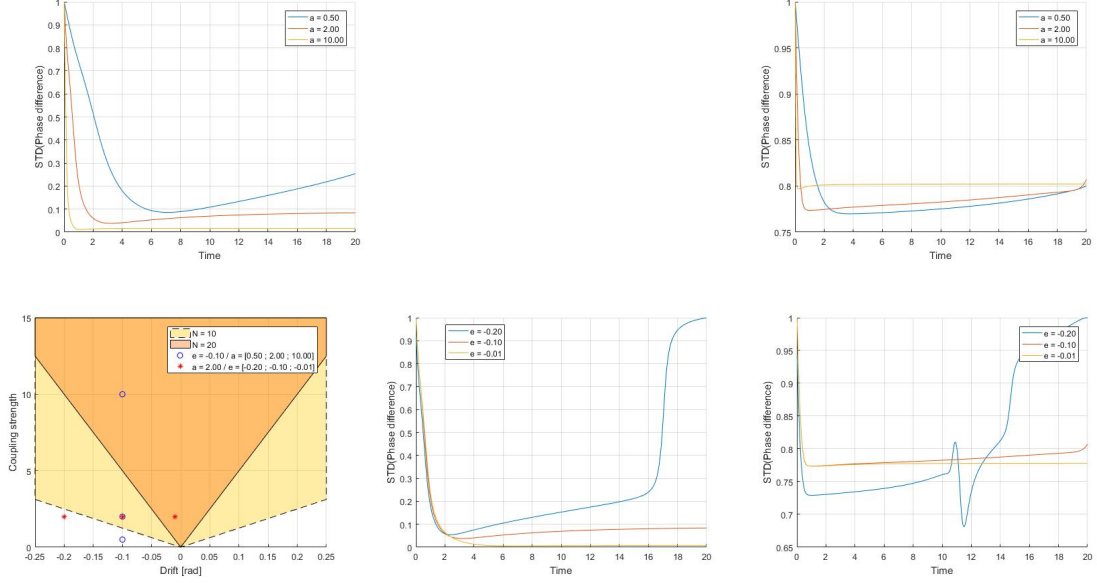 1
0.9
0.8
0.7
0.6
0.5
0.4
0.3
0.2
0.1
0
STD(Phase difference)
a = 0.50
a = 2.00
a = 10.00
0 2 4 6 8 10 12 14 16 18 20
Time
1
0.95
0.9
0.85
0.8
0.75
STD(Phase difference)
a = 0.50
a = 2.00
a = 10.00
0 2 4 6 8 10 12 14 16 18 20
Time
15
10
5
0
Coupling strength
N = 10
N = 20
e = -0.10 / a = [0.50 ; 2.00 ; 10.00]
a = 2.00 / e = [-0.20 ; -0.10 ; -0.01]
-0.25 -0.2 -0.15 -0.1 -0.05 0 0.05 0.1 0.15 0.2 0.25
Drift [rad]
1
0.9
0.8
0.7
0.6
0.5
0.4
0.3
0.2
0.1
0
STD(Phase difference)
e = -0.20
e = -0.10
e = -0.01
0 2 4 6 8 10 12 14 16 18 20
Time
1
0.95
0.9
0.85
0.8
0.75
0.7
0.65
STD(Phase difference)
e = -0.20
e = -0.10
e = -0.01
0 2 4 6 8 10 12 14 16 18 20
Time